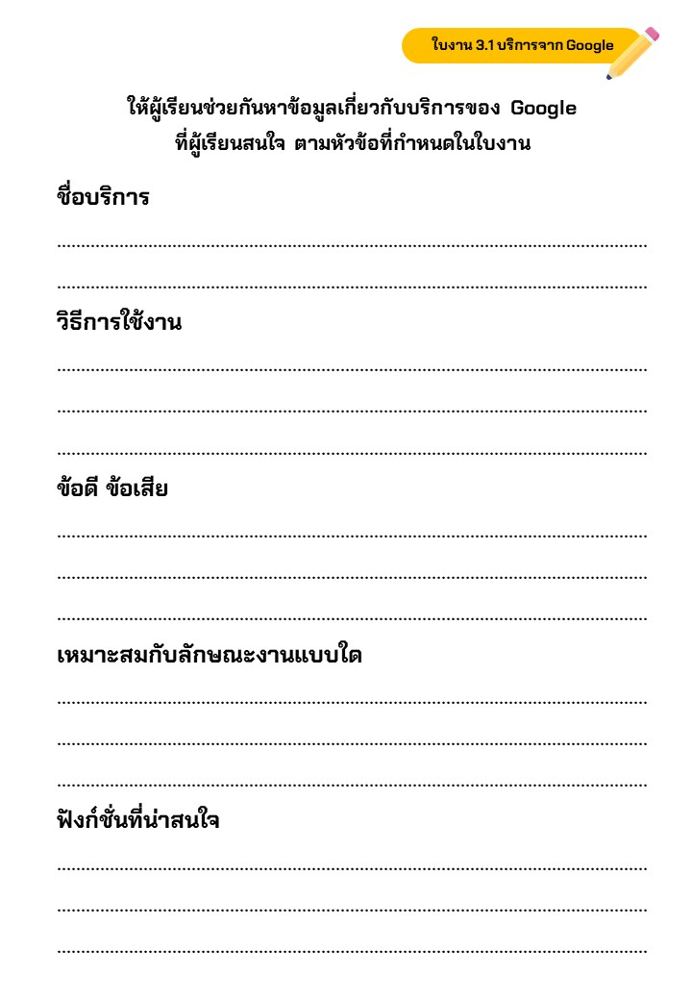 ใบงาน 3.1 บริการจาก Google
ให้ผู้เรียนช่วยกันหาข้อมูลเกี่ยวกับบริการของ Google
ที่ผู้เรียนสนใจ ตามหัวข้อที่กำหนดในใบงาน
ชื่อบริการ
..........................................................................................................................
..........................................................................................................................
วิธีการใช้งาน
..........................................................................................................................
..........................................................................................................................
..........................................................................................................................
ข้อดี ข้อเสีย
..........................................................................................................................
..........................................................................................................................
..........................................................................................................................
เหมาะสมกับลักษณะงานแบบใด
..........................................................................................................................
..........................................................................................................................
..........................................................................................................................
ฟังก์ชั่นที่น่าสนใจ
..........................................................................................................................
..........................................................................................................................
..........................................................................................................................